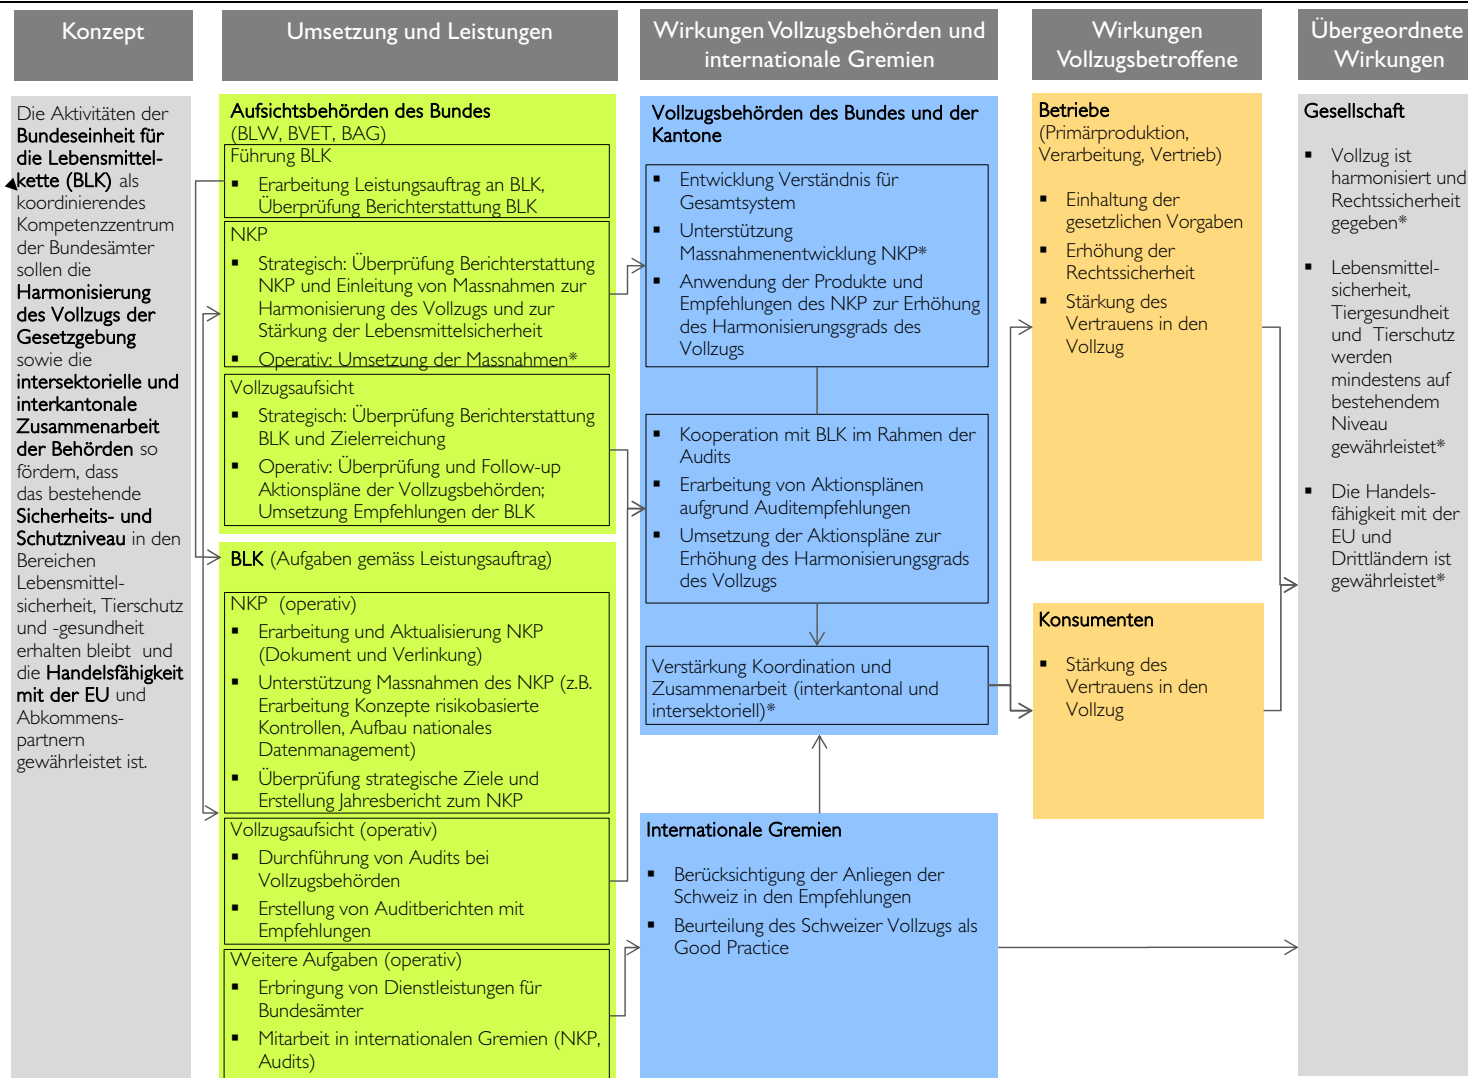 Konzept
Umsetzung und Leistungen
Wirkungen Vollzugsbehörden und
internationale Gremien
Wirkungen
Vollzugsbetroffene
Übergeordnete
Wirkungen
Die Aktivitäten der
Bundeseinheit für
die Lebensmittel-
kette (BLK) als
koordinierendes
Kompetenzzentrum
der Bundesämter
sollen die
Harmonisierung
des Vollzugs der
Gesetzgebung
sowie die
intersektorielle und
interkantonale
Zusammenarbeit
der Behörden so
fördern, dass
das bestehende
Sicherheits- und
Schutzniveau in den
Bereichen
Lebensmittel-
sicherheit, Tierschutz
und -gesundheit
erhalten bleibt und
die Handelsfähigkeit
mit der EU und
Abkommens-
partnern
gewährleistet ist.
Aufsichtsbehörden des Bundes
(BLW, BVET, BAG)
Führung BLK
▪ Erarbeitung Leistungsauftrag an BLK,
Überprüfung Berichterstattung BLK
NKP
▪ Strategisch: Überprüfung Berichterstattung
NKP und Einleitung von Massnahmen zur
Harmonisierung des Vollzugs und zur
Stärkung der Lebensmittelsicherheit
▪ Operativ: Umsetzung der Massnahmen*
Vollzugsaufsicht
▪ Strategisch: Überprüfung Berichterstattung
BLK und Zielerreichung
▪ Operativ: Überprüfung und Follow-up
Aktionspläne der Vollzugsbehörden;
Umsetzung Empfehlungen der BLK
BLK (Aufgaben gemäss Leistungsauftrag)
NKP (operativ)
▪ Erarbeitung und Aktualisierung NKP
(Dokument und Verlinkung)
▪ Unterstützung Massnahmen des NKP (z.B.
Erarbeitung Konzepte risikobasierte
Kontrollen, Aufbau nationales
Datenmanagement)
▪ Überprüfung strategische Ziele und
Erstellung Jahresbericht zum NKP
Vollzugsaufsicht (operativ)
▪ Durchführung von Audits bei
Vollzugsbehörden
▪ Erstellung von Auditberichten mit
Empfehlungen
Weitere Aufgaben (operativ)
▪ Erbringung von Dienstleistungen für
Bundesämter
▪ Mitarbeit in internationalen Gremien (NKP,
Audits)
Vollzugsbehörden des Bundes und der
Kantone
▪ Entwicklung Verständnis für
Gesamtsystem
▪ Unterstützung
Massnahmenentwicklung NKP*
▪ Anwendung der Produkte und
Empfehlungen des NKP zur Erhöhung
des Harmonisierungsgrads des
Vollzugs
▪ Kooperation mit BLK im Rahmen der
Audits
▪ Erarbeitung von Aktionsplänen
aufgrund Auditempfehlungen
▪ Umsetzung der Aktionspläne zur
Erhöhung des Harmonisierungsgrads
des Vollzugs
Verstärkung Koordination und
Zusammenarbeit (interkantonal und
intersektoriell)*
Internationale Gremien
▪ Berücksichtigung der Anliegen der
Schweiz in den Empfehlungen
▪ Beurteilung des Schweizer Vollzugs als
Good Practice
Betriebe
(Primärproduktion,
Verarbeitung, Vertrieb)
▪ Einhaltung der
gesetzlichen Vorgaben
▪ Erhöhung der
Rechtssicherheit
▪ Stärkung des
Vertrauens in den
Vollzug
Konsumenten
▪ Stärkung des
Vertrauens in den
Vollzug
Gesellschaft
▪ Vollzug ist
harmonisiert und
Rechtssicherheit
gegeben*
▪ Lebensmittel-
sicherheit,
Tiergesundheit
und Tierschutz
werden
mindestens auf
bestehendem
Niveau
gewährleistet*
▪ Die Handels-
fähigkeit mit der
EU und
Drittländern ist
gewährleistet*